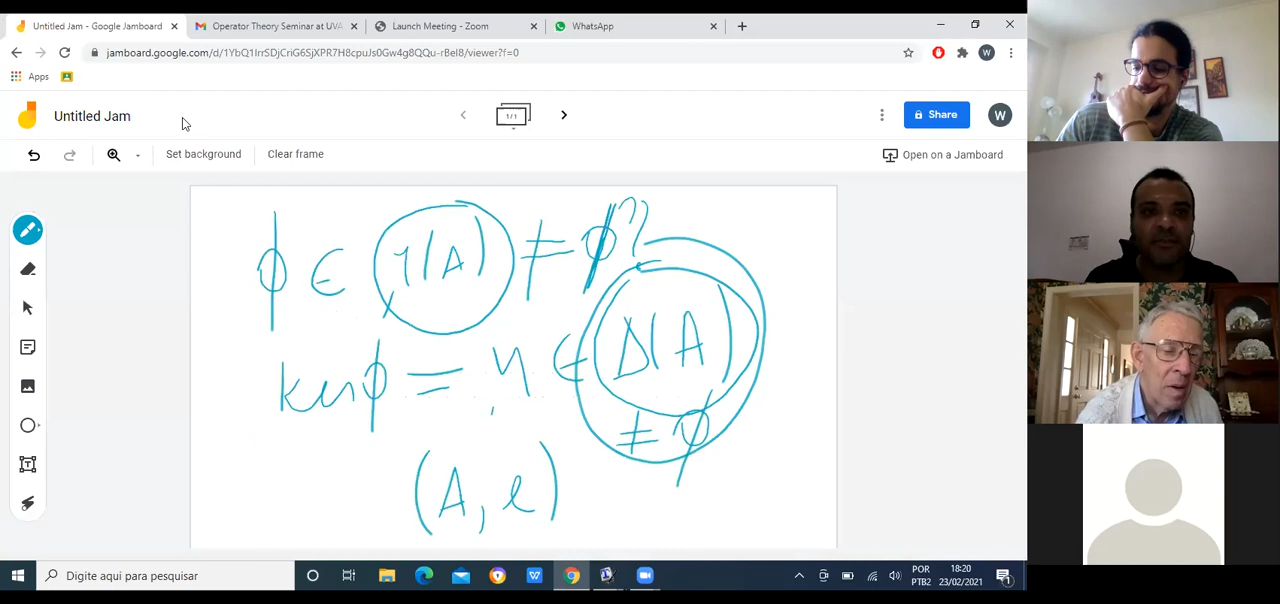 Untitled Jam - Google Jamboard
Operator Theory Seminar at UVA
Launch Meeting - Zoom
WhatsApp
jamboard.google.com/d/1YbQ1IrrSDjCriG6SjXPR7H8cpuJs0Gw4g8QQu-rBel8/viewer?f=0
W
Apps
Untitled Jam
1/1
Share
W
Set background
Clear frame
Open on a Jamboard
ϕ ∈ η(A) ≠ ∅?
ker ϕ = η ∈ Δ(A)
≠ ∅
(A, e)
Digite aqui para pesquisar
POR
PTB2
18:20
23/02/2021
1